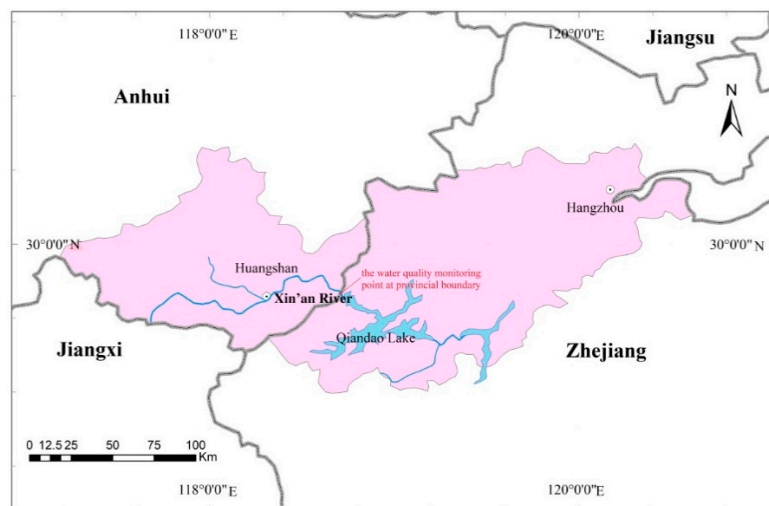 118°0'0"E
120°0'0"E
Jiangsu
Anhui
N
Hangzhou
30°0'0"N
30°0'0"N
Huangshan
the water quality monitoring
point at provincial boundary
Xin'an River
Qiandao Lake
Jiangxi
Zhejiang
0 12.5 25 50 75 100
Km
118°0'0"E
120°0'0"E